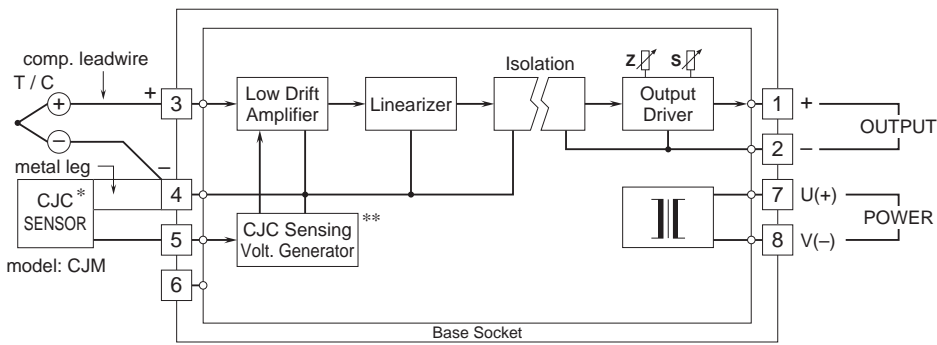 comp. leadwire
T / C
+
−
+
−
metal leg
CJC*
SENSOR
model: CJM
3
4
5
6
Low Drift
Amplifier
Linearizer
Isolation
Z
S
Output
Driver
CJC Sensing
Volt. Generator
**
1
+
2
−
OUTPUT
7
U(+)
8
V(−)
POWER
Base Socket